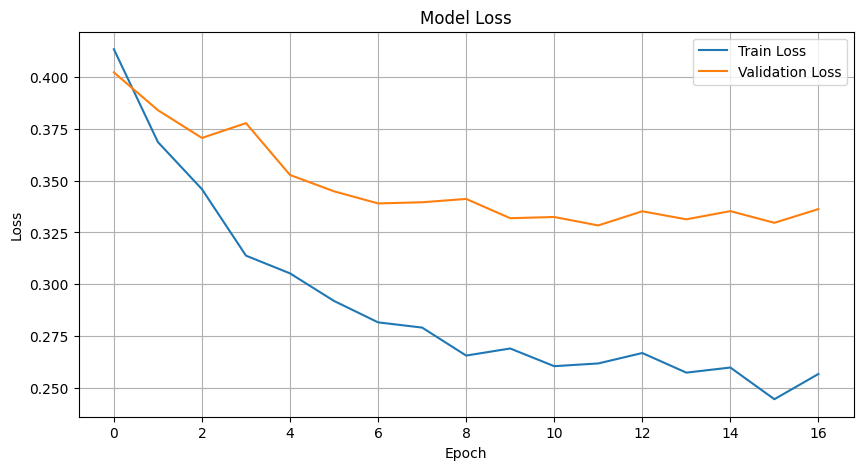 Model Loss
Train Loss
Validation Loss
0.400
0.375
0.350
0.325
0.300
0.275
0.250
Loss
0 2 4 6 8 10 12 14 16
Epoch